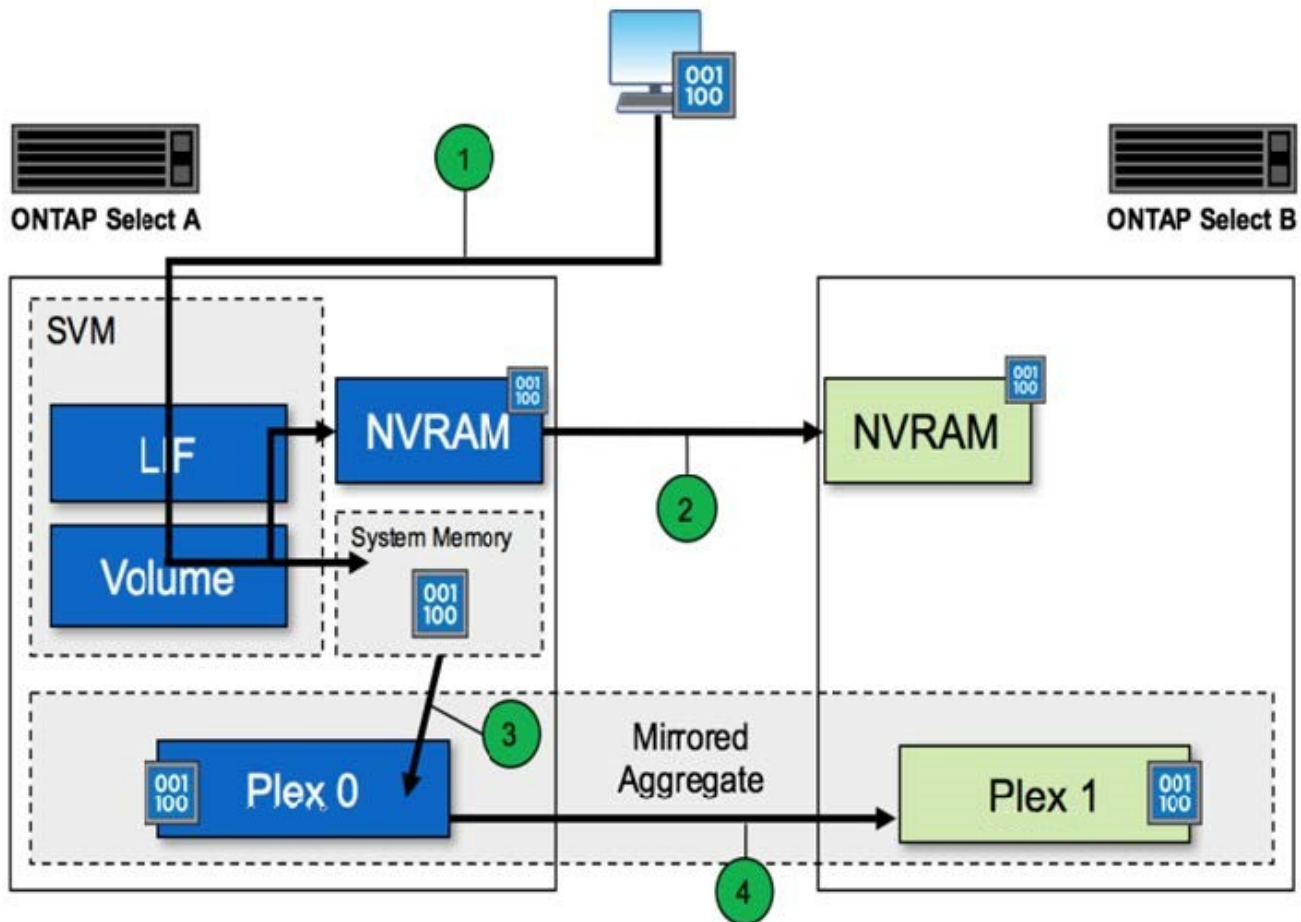 001
100
1
ONTAP Select A
ONTAP Select B
SVM
LIF
Volume
NVRAM
001
100
2
NVRAM
001
100
System Memory
001
100
3
Mirrored
Aggregate
001
100
Plex 0
Plex 1
001
100
4